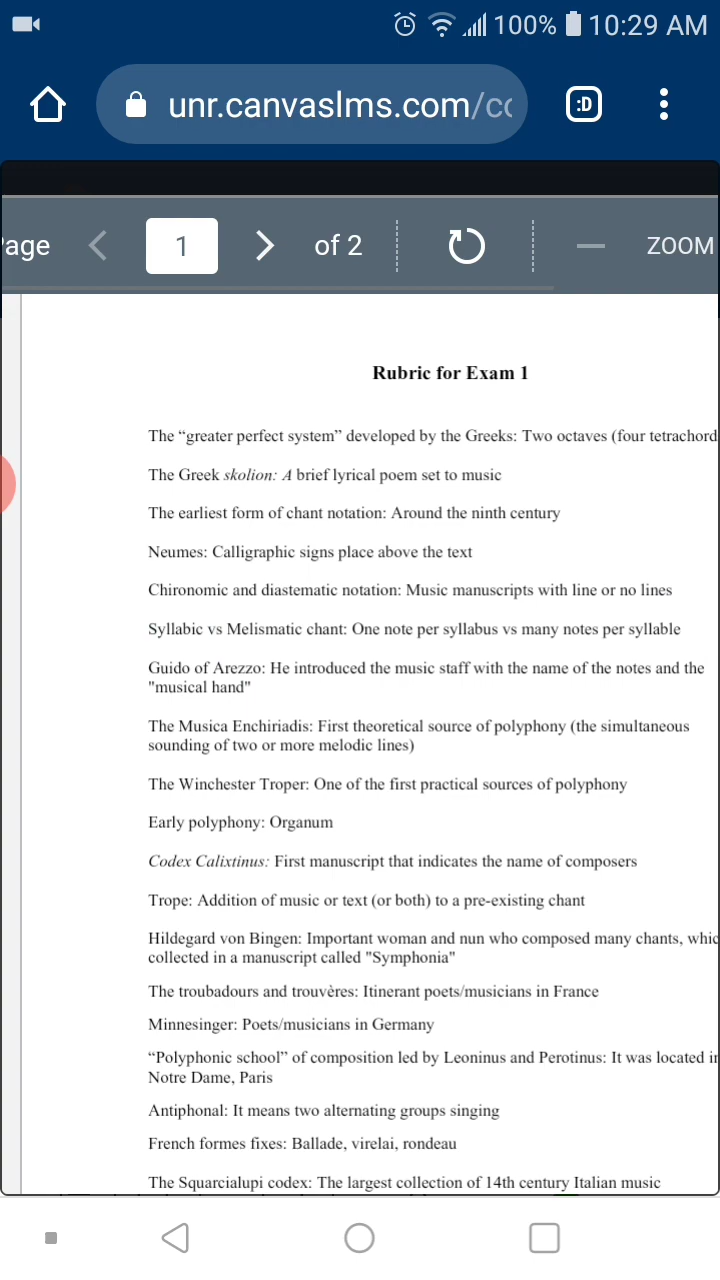 100% 10:29 AM
unr.canvaslms.com/co
:D
age 1 of 2 ZOOM
Rubric for Exam 1
The “greater perfect system” developed by the Greeks: Two octaves (four tetrachord
The Greek skolion: A brief lyrical poem set to music
The earliest form of chant notation: Around the ninth century
Neumes: Calligraphic signs place above the text
Chironomic and diastematic notation: Music manuscripts with line or no lines
Syllabic vs Melismatic chant: One note per syllabus vs many notes per syllable
Guido of Arezzo: He introduced the music staff with the name of the notes and the
"musical hand"
The Musica Enchiriadis: First theoretical source of polyphony (the simultaneous
sounding of two or more melodic lines)
The Winchester Troper: One of the first practical sources of polyphony
Early polyphony: Organum
Codex Calixtinus: First manuscript that indicates the name of composers
Trope: Addition of music or text (or both) to a pre-existing chant
Hildegard von Bingen: Important woman and nun who composed many chants, whic
collected in a manuscript called "Symphonia"
The troubadours and trouvères: Itinerant poets/musicians in France
Minnesinger: Poets/musicians in Germany
“Polyphonic school” of composition led by Leoninus and Perotinus: It was located in
Notre Dame, Paris
Antiphonal: It means two alternating groups singing
French formes fixes: Ballade, virelai, rondeau
The Squarcialupi codex: The largest collection of 14th century Italian music